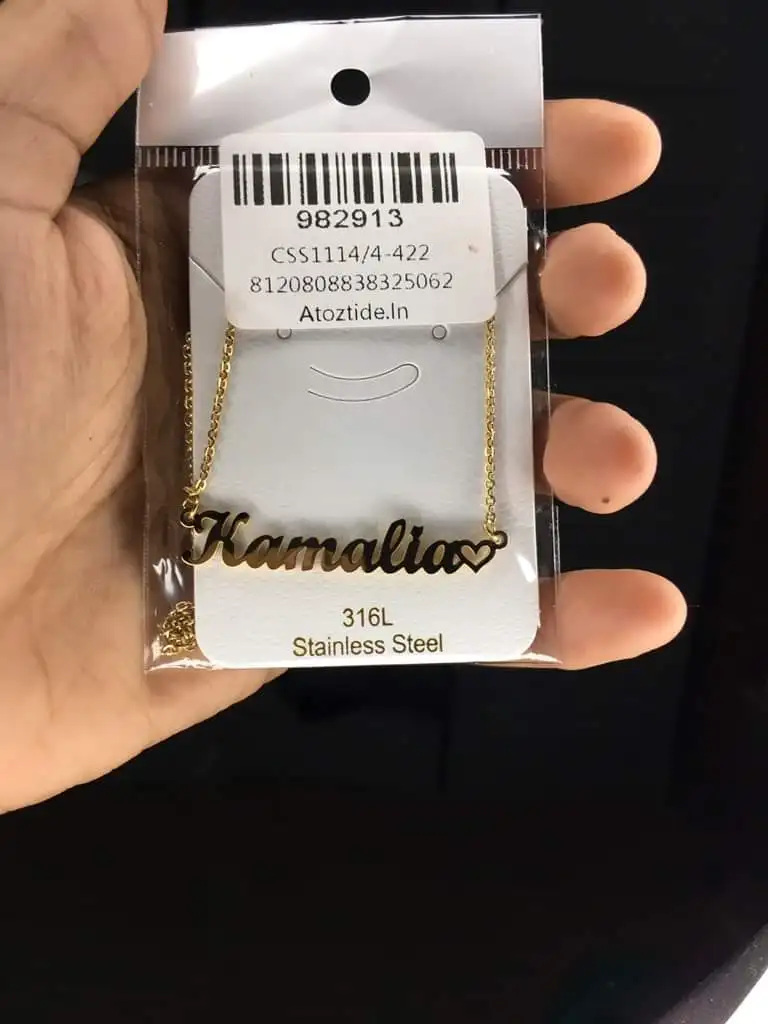 982913
CSS1114/4-422
8120808838325062
Atoztide.In
Kamalia
316L
Stainless Steel